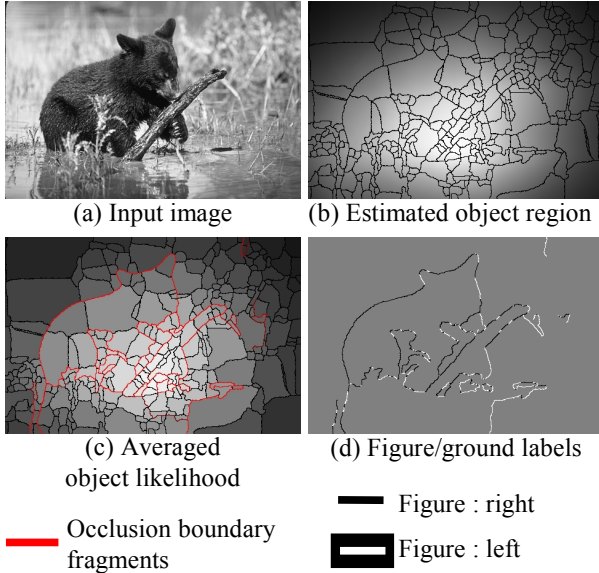 (a) Input image
(b) Estimated object region
(c) Averaged
object likelihood
(d) Figure/ground labels
Occlusion boundary
fragments
Figure : right
Figure : left